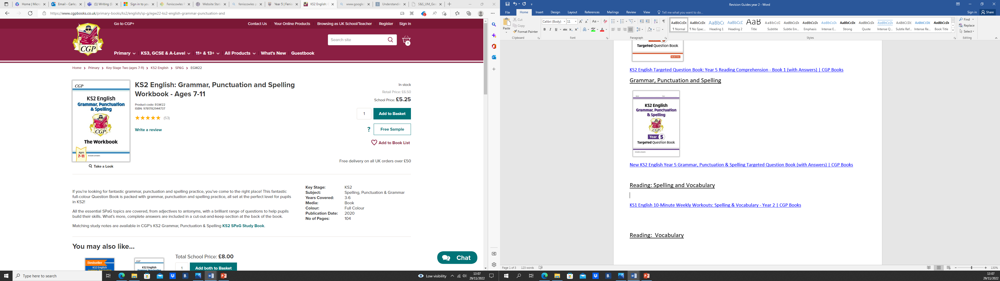 Home | Micro
Email – Carley
(1) Writing (E
Sign in to you
Feniscowles P
Website Stati
feniscowles p
Year 5 | Fenis
KS2 English: G
www.google
Understandin
S&S_UM_Geo
https://www.cgpbooks.co.uk/primary-books/ks2/english/sp-g/egw22-ks2-english-grammar-punctuation-and
Go to CGP+
Contact Us
Your Online Products
Browsing as UK School/Teacher
Register
Sign In
CGP
Search site
0
Primary
KS3, GCSE & A-Level
11+ & 13+
All Products
What's New
Guestbook
Home > Primary > Key Stage Two (ages 7-11) > KS2 English > SP&G > EGW22
CGP
KS2 English
Grammar, Punctuation
& Spelling
CGP
The Workbook
Ages
7-11
Includes answers
Take a Look
KS2 English: Grammar, Punctuation and Spelling
Workbook - Ages 7-11
Product code: EGW22
ISBN: 9781782944737
(53)
Write a review
In stock
Retail Price: £6.50
School Price: £5.25
1
Add to Basket
?
Free Sample
Add to Book List
Free delivery on all UK orders over £50
If you're looking for fantastic grammar, punctuation and spelling practice, you've come to the right place! This fantastic
full-colour Question Book is packed with grammar, punctuation and spelling practice, all set at the perfect level for pupils
in KS2!
All the essential SPaG topics are covered, from adjectives to antonyms, with a brilliant range of questions to help pupils
build their skills. What's more, complete answers are included in a cut-out-and-keep section at the back of the book.
Matching study notes are available in CGP's KS2 Grammar, Punctuation & Spelling KS2 SPaG Study Book.
Key Stage: KS2
Subject: Spelling, Punctuation & Grammar
Years Covered: 3-6
Media: Book
Colour: Full Colour
Publication Date: 2020
No of Pages: 104
You may also like...
Bestseller
KS2 English
CGP
KS2 English
Total School Price: £8.00
1
Add both to Basket
Chat
Type here to search
Low visibility
13:07
29/11/2022
Revision Guides year 2 - Word
File
Home
Insert
Design
Layout
References
Mailings
Review
View
Tell me what you want to do...
Sign in
Share
Paste
Cut
Copy
Format Painter
Clipboard
Calibri (Body)
11
Font
Paragraph
¶ Normal
¶ No Spac...
Heading 1
Heading 2
Title
Subtitle
Subtle Em...
Emphasis
Intense E...
Strong
Quote
Intense Q...
Subtle Ref...
Intense Re...
Book Title
Styles
Find
Replace
Select
Editing
Targeted Question Book
Book One
KS2 English Targeted Question Book: Year 5 Reading Comprehension - Book 1 (with Answers) | CGP Books
Grammar, Punctuation and Spelling
KS2 English
Grammar, Punctuation
& Spelling
CGP
Year 5
Targeted Question Book
Includes answers
New KS2 English Year 5 Grammar, Punctuation & Spelling Targeted Question Book (with Answers) | CGP Books
Reading: Spelling and Vocabulary
KS1 English 10-Minute Weekly Workouts: Spelling & Vocabulary - Year 2 | CGP Books
Reading:  Vocabulary
Page 1 of 3
123 words
130%
13:07
29/11/2022